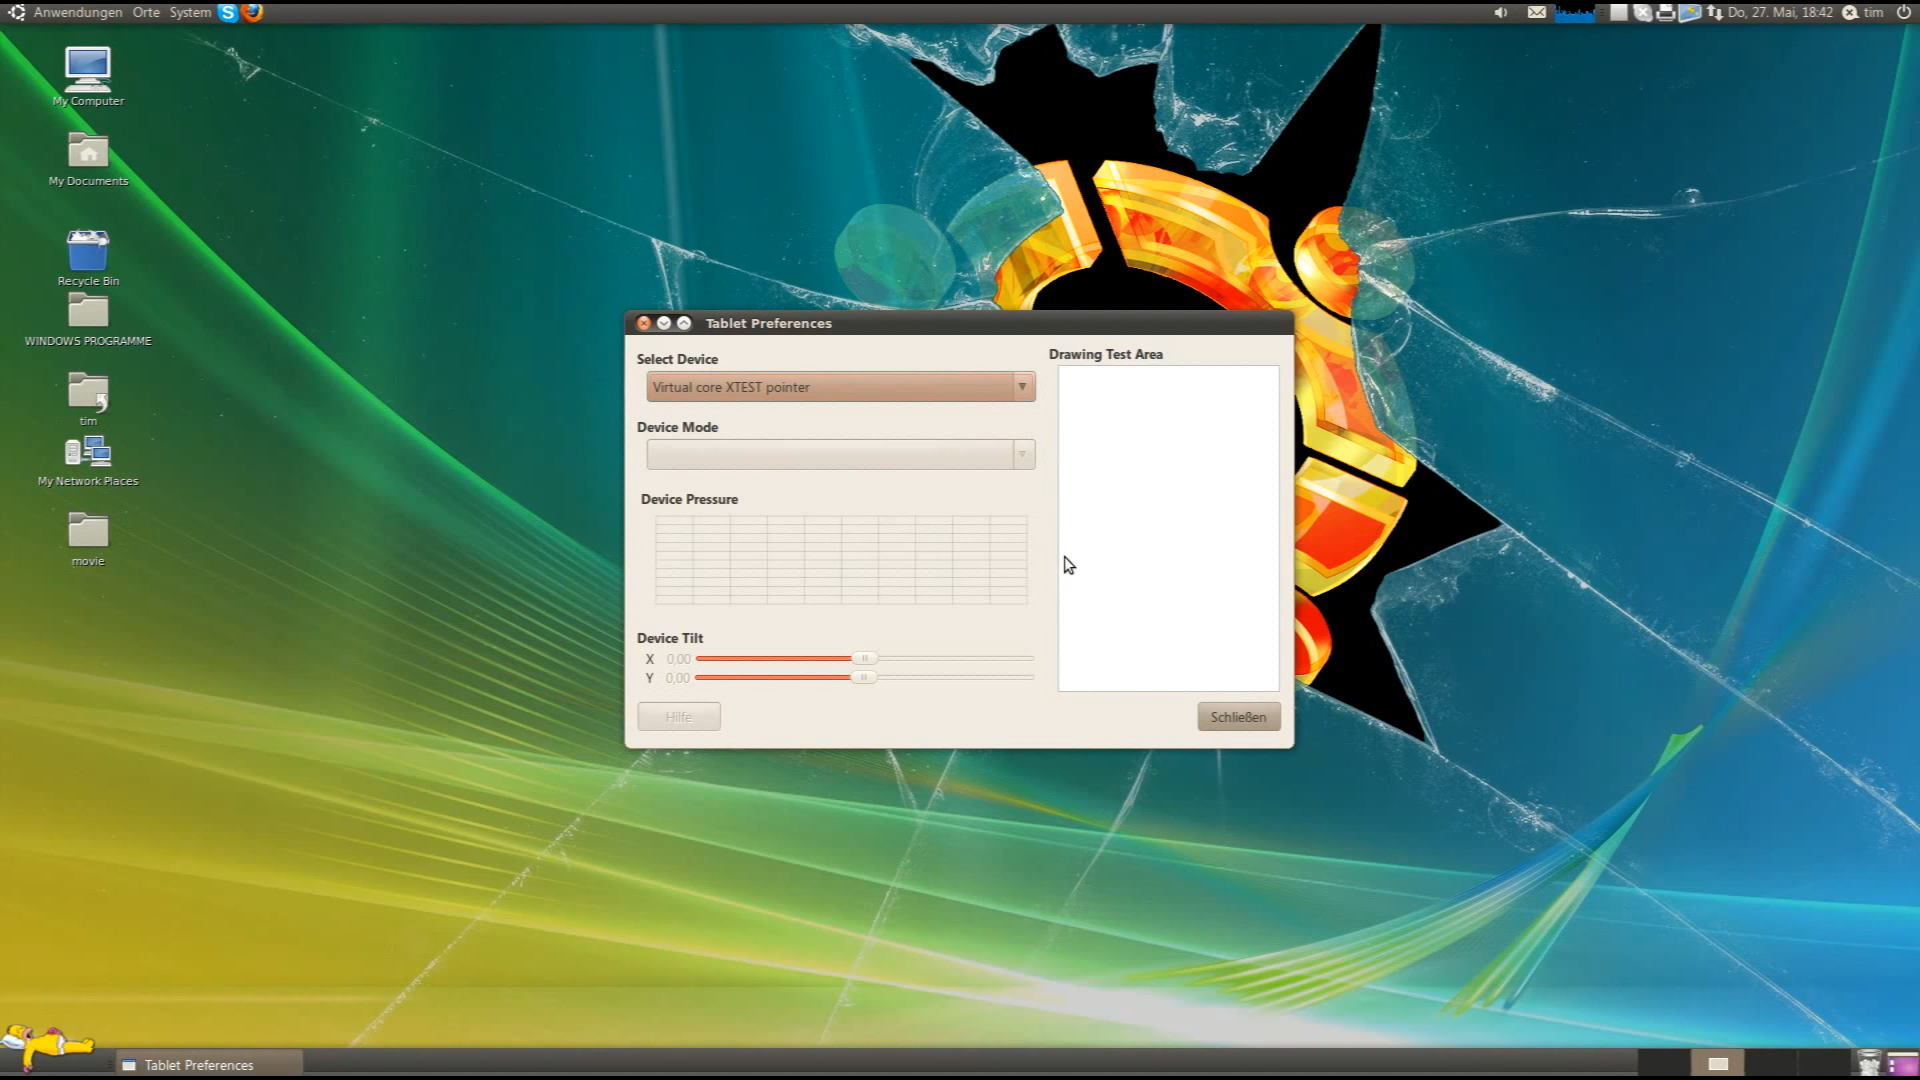 Anwendungen Orte System S
Do, 27. Mai, 18:42 tim
My Computer
My Documents
Recycle Bin
WINDOWS PROGRAMME
tim
My Network Places
movie
Tablet Preferences
Select Device
Virtual core XTEST pointer
Device Mode
Device Pressure
Device Tilt
X 0,00
Y 0,00
Hilfe
Drawing Test Area
Schließen
Tablet Preferences